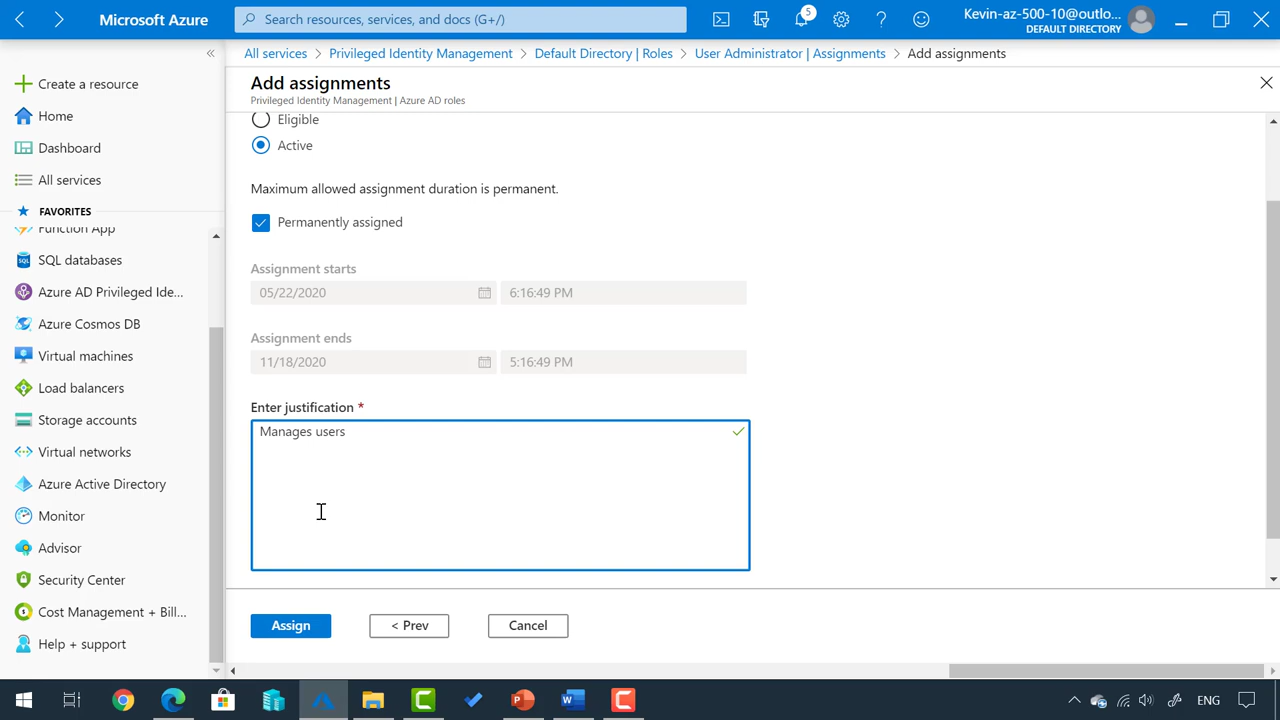 Microsoft Azure
Search resources, services, and docs (G+/)
5
Kevin-az-500-10@outlo...
DEFAULT DIRECTORY
All services > Privileged Identity Management > Default Directory | Roles > User Administrator | Assignments > Add assignments
Create a resource
Home
Dashboard
All services
FAVORITES
Function App
SQL databases
Azure AD Privileged Ide...
Azure Cosmos DB
Virtual machines
Load balancers
Storage accounts
Virtual networks
Azure Active Directory
Monitor
Advisor
Security Center
Cost Management + Bill...
Help + support
Add assignments
Privileged Identity Management | Azure AD roles
Eligible
Active
Maximum allowed assignment duration is permanent.
Permanently assigned
Assignment starts
05/22/2020 6:16:49 PM
Assignment ends
11/18/2020 5:16:49 PM
Enter justification *
Manages users
Assign
< Prev
Cancel
ENG